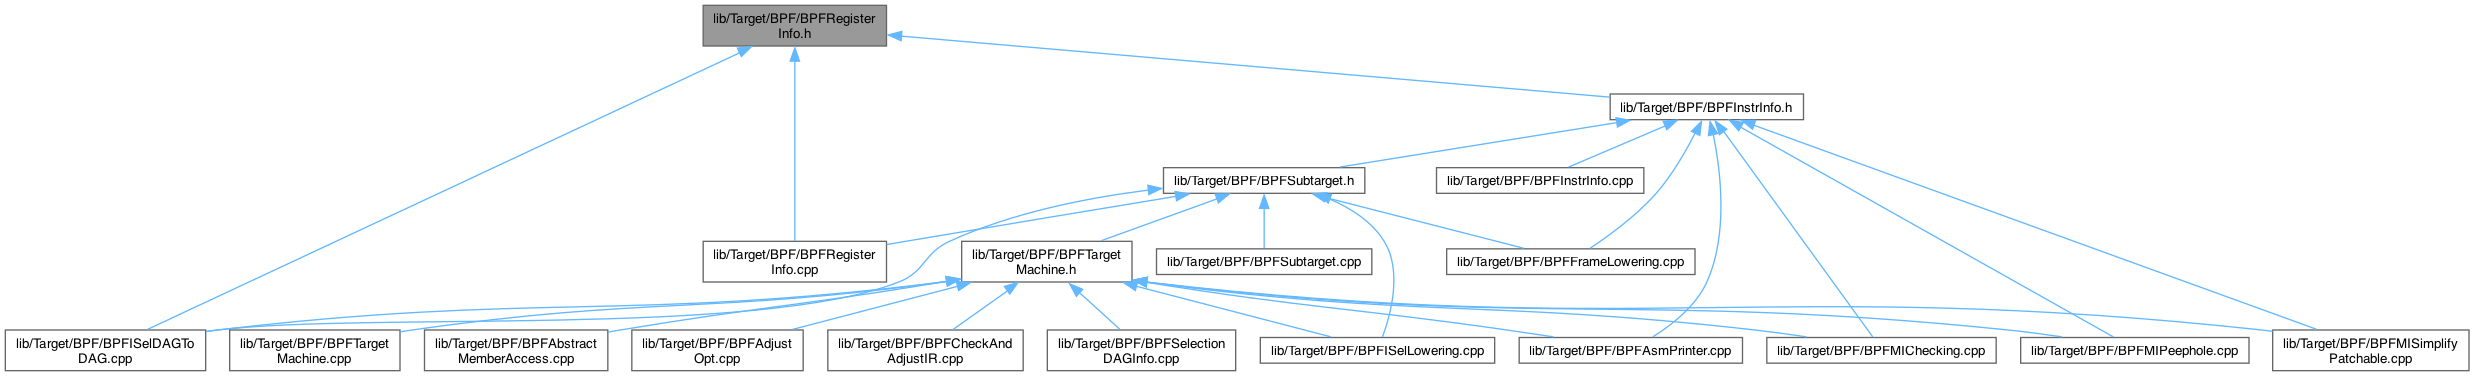 lib/Target/BPF/BPFRegister
Info.h
lib/Target/BPF/BPFInstrInfo.h
lib/Target/BPF/BPFSubtarget.h
lib/Target/BPF/BPFInstrInfo.cpp
lib/Target/BPF/BPFRegister
Info.cpp
lib/Target/BPF/BPFTarget
Machine.h
lib/Target/BPF/BPFSubtarget.cpp
lib/Target/BPF/BPFFrameLowering.cpp
lib/Target/BPF/BPFISelDAGTo
DAG.cpp
lib/Target/BPF/BPFTarget
Machine.cpp
lib/Target/BPF/BPFAbstract
MemberAccess.cpp
lib/Target/BPF/BPFAdjust
Opt.cpp
lib/Target/BPF/BPFCheckAnd
AdjustIR.cpp
lib/Target/BPF/BPFSelection
DAGInfo.cpp
lib/Target/BPF/BPFISelLowering.cpp
lib/Target/BPF/BPFAsmPrinter.cpp
lib/Target/BPF/BPFMIChecking.cpp
lib/Target/BPF/BPFMIPeephole.cpp
lib/Target/BPF/BPFMISimplify
Patchable.cpp